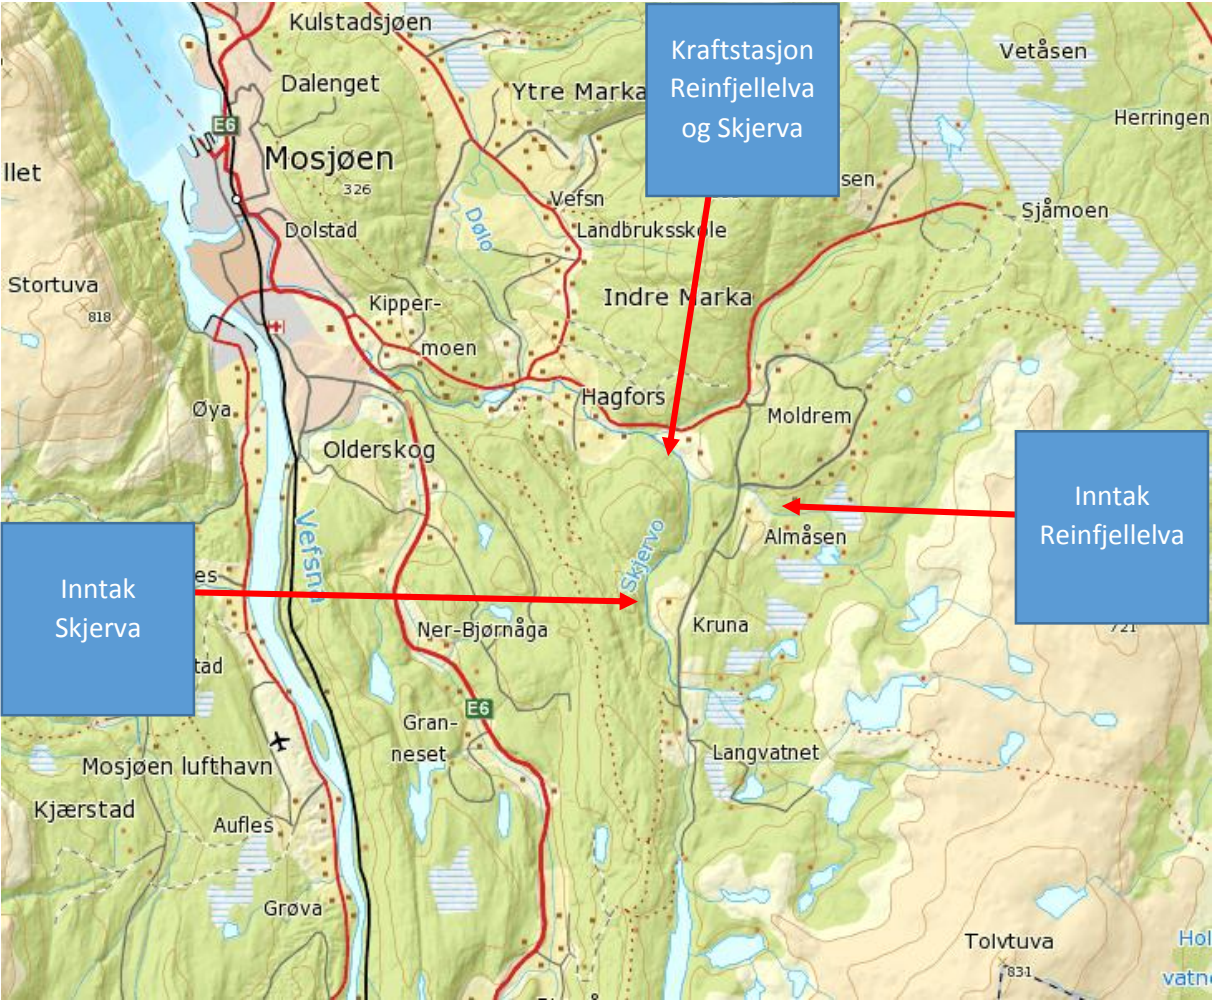 Kulstadsjøen
Kraftstasjon
Reinfjellelva
og Skjerva
Vetåsen
Dalenget
Ytre Marka
Herringen
E6
Mosjøen
llet
326
sen
Vefsn
Landbruksskole
Sjåmoen
Dolstad
Dølo
Stortuva
818
Kipper-
moen
Indre Marka
Hagfors
Moldrem
Øya
Olderskog
Inntak
Reinfjellelva
Vefsna
Almåsen
Skjervo
Inntak
Skjerva
es
Ner-Bjørnåga
Kruna
721
tad
E6
Gran-
neset
Langvatnet
Mosjøen lufthavn
Kjærstad
Aufles
Grøva
Tolvtuva
831
Hol
vatn